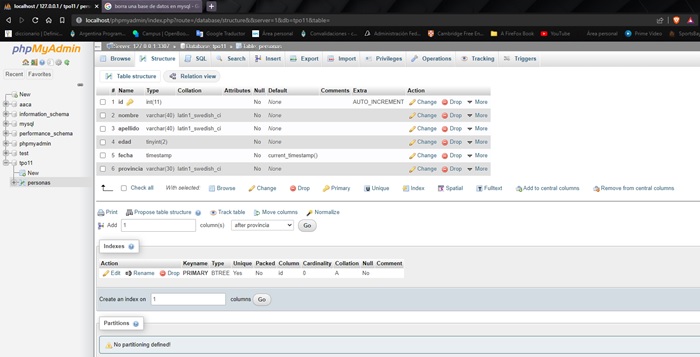 localhost / 127.0.0.1 / tpo11 / pe
borra una base de datos en mysql - B
localhost/phpmyadmin/index.php?route=/database/structure&server=1&db=tpo11&table=
diccionario | Define
Argentina Program
Campus | OpenBoo
Google Traductor
Área Personal
Convalidaciones - c
Administración Fed
Cambridge Free Eng
A FireFox Book
YouTube
Área personal
Prime Video
SportsBay
phpMyAdmin
Recent Favorites
New
aaca
information_schema
mysql
performance_schema
phpmyadmin
test
tpo11
New
personas
Server: 127.0.0.1:3307 » Database: tpo11 » Table: personas
Browse Structure SQL Search Insert Export Import Privileges Operations Tracking Triggers
Table structure Relation view
# Name Type Collation Attributes Null Default Comments Extra Action
1 id int(11) No None AUTO_INCREMENT Change Drop More
2 nombre varchar(40) latin1_swedish_ci No None Change Drop More
3 apellido varchar(40) latin1_swedish_ci No None Change Drop More
4 edad tinyint(2) No None Change Drop More
5 fecha timestamp No current_timestamp() Change Drop More
6 provincia varchar(30) latin1_swedish_ci No None Change Drop More
Check all With selected: Browse Change Drop Primary Unique Index Spatial Fulltext Add to central columns Remove from central columns
Print Propose table structure Track table Move columns Normalize
Add 1 column(s) after provincia Go
Indexes
Action Keyname Type Unique Packed Column Cardinality Collation Null Comment
Edit Rename Drop PRIMARY BTREE Yes No id 0 A No
Create an index on 1 columns Go
Partitions
No partitioning defined!